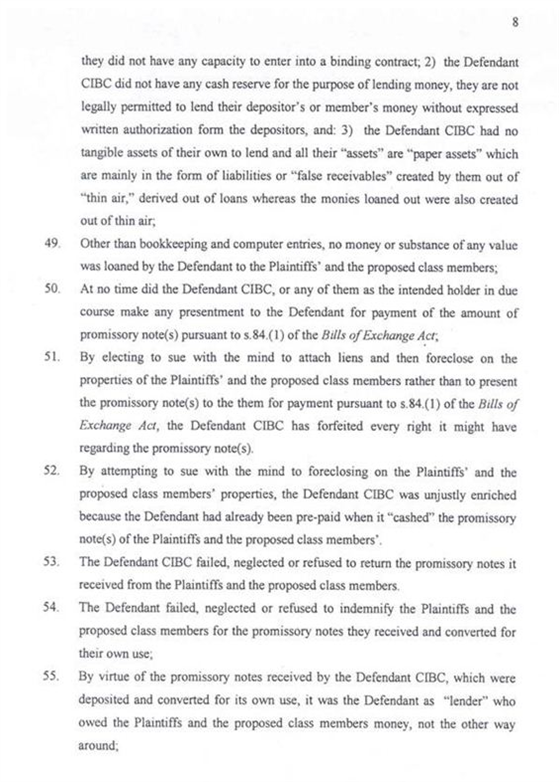 8
they did not have any capacity to enter into a binding contract; 2) the Defendant
CIBC did not have any cash reserve for the purpose of lending money, they are not
legally permitted to lend their depositor's or member's money without expressed
written authorization form the depositors, and: 3) the Defendant CIBC had no
tangible assets of their own to lend and all their “assets” are “paper assets” which
are mainly in the form of liabilities or “false receivables” created by them out of
“thin air,” derived out of loans whereas the monies loaned out were also created
out of thin air;
49. Other than bookkeeping and computer entries, no money or substance of any value
was loaned by the Defendant to the Plaintiffs' and the proposed class members;
50. At no time did the Defendant CIBC, or any of them as the intended holder in due
course make any presentment to the Defendant for payment of the amount of
promissory note(s) pursuant to s.84.(1) of the Bills of Exchange Act;
51. By electing to sue with the mind to attach liens and then foreclose on the
properties of the Plaintiffs' and the proposed class members rather than to present
the promissory note(s) to the them for payment pursuant to s.84.(1) of the Bills of
Exchange Act, the Defendant CIBC has forfeited every right it might have
regarding the promissory note(s).
52. By attempting to sue with the mind to foreclosing on the Plaintiffs' and the
proposed class members' properties, the Defendant CIBC was unjustly enriched
because the Defendant had already been pre-paid when it “cashed” the promissory
note(s) of the Plaintiffs and the proposed class members'.
53. The Defendant CIBC failed, neglected or refused to return the promissory notes it
received from the Plaintiffs and the proposed class members.
54. The Defendant failed, neglected or refused to indemnify the Plaintiffs and the
proposed class members for the promissory notes they received and converted for
their own use;
55. By virtue of the promissory notes received by the Defendant CIBC, which were
deposited and converted for its own use, it was the Defendant as “lender” who
owed the Plaintiffs and the proposed class members money, not the other way
around;